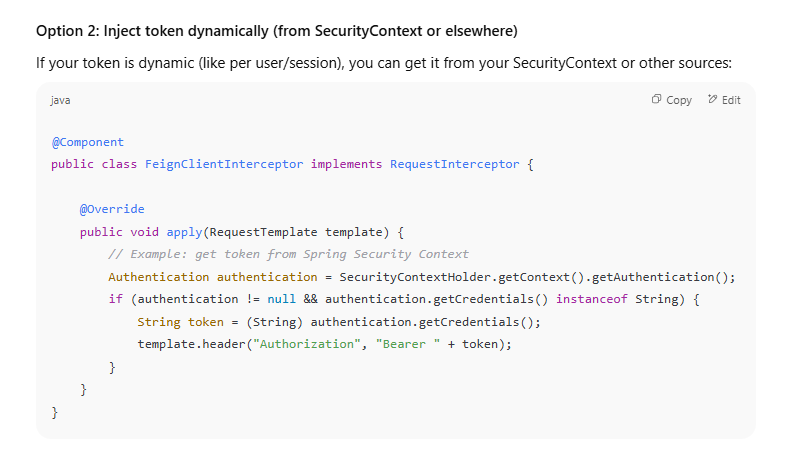 Option 2: Inject token dynamically (from SecurityContext or elsewhere)
If your token is dynamic (like per user/session), you can get it from your SecurityContext or other sources:
java
Copy
Edit
@Component
public class FeignClientInterceptor implements RequestInterceptor {
    @Override
    public void apply(RequestTemplate template) {
        // Example: get token from Spring Security Context
        Authentication authentication = SecurityContextHolder.getContext().getAuthentication();
        if (authentication != null && authentication.getCredentials() instanceof String) {
            String token = (String) authentication.getCredentials();
            template.header("Authorization", "Bearer " + token);
        }
    }
}